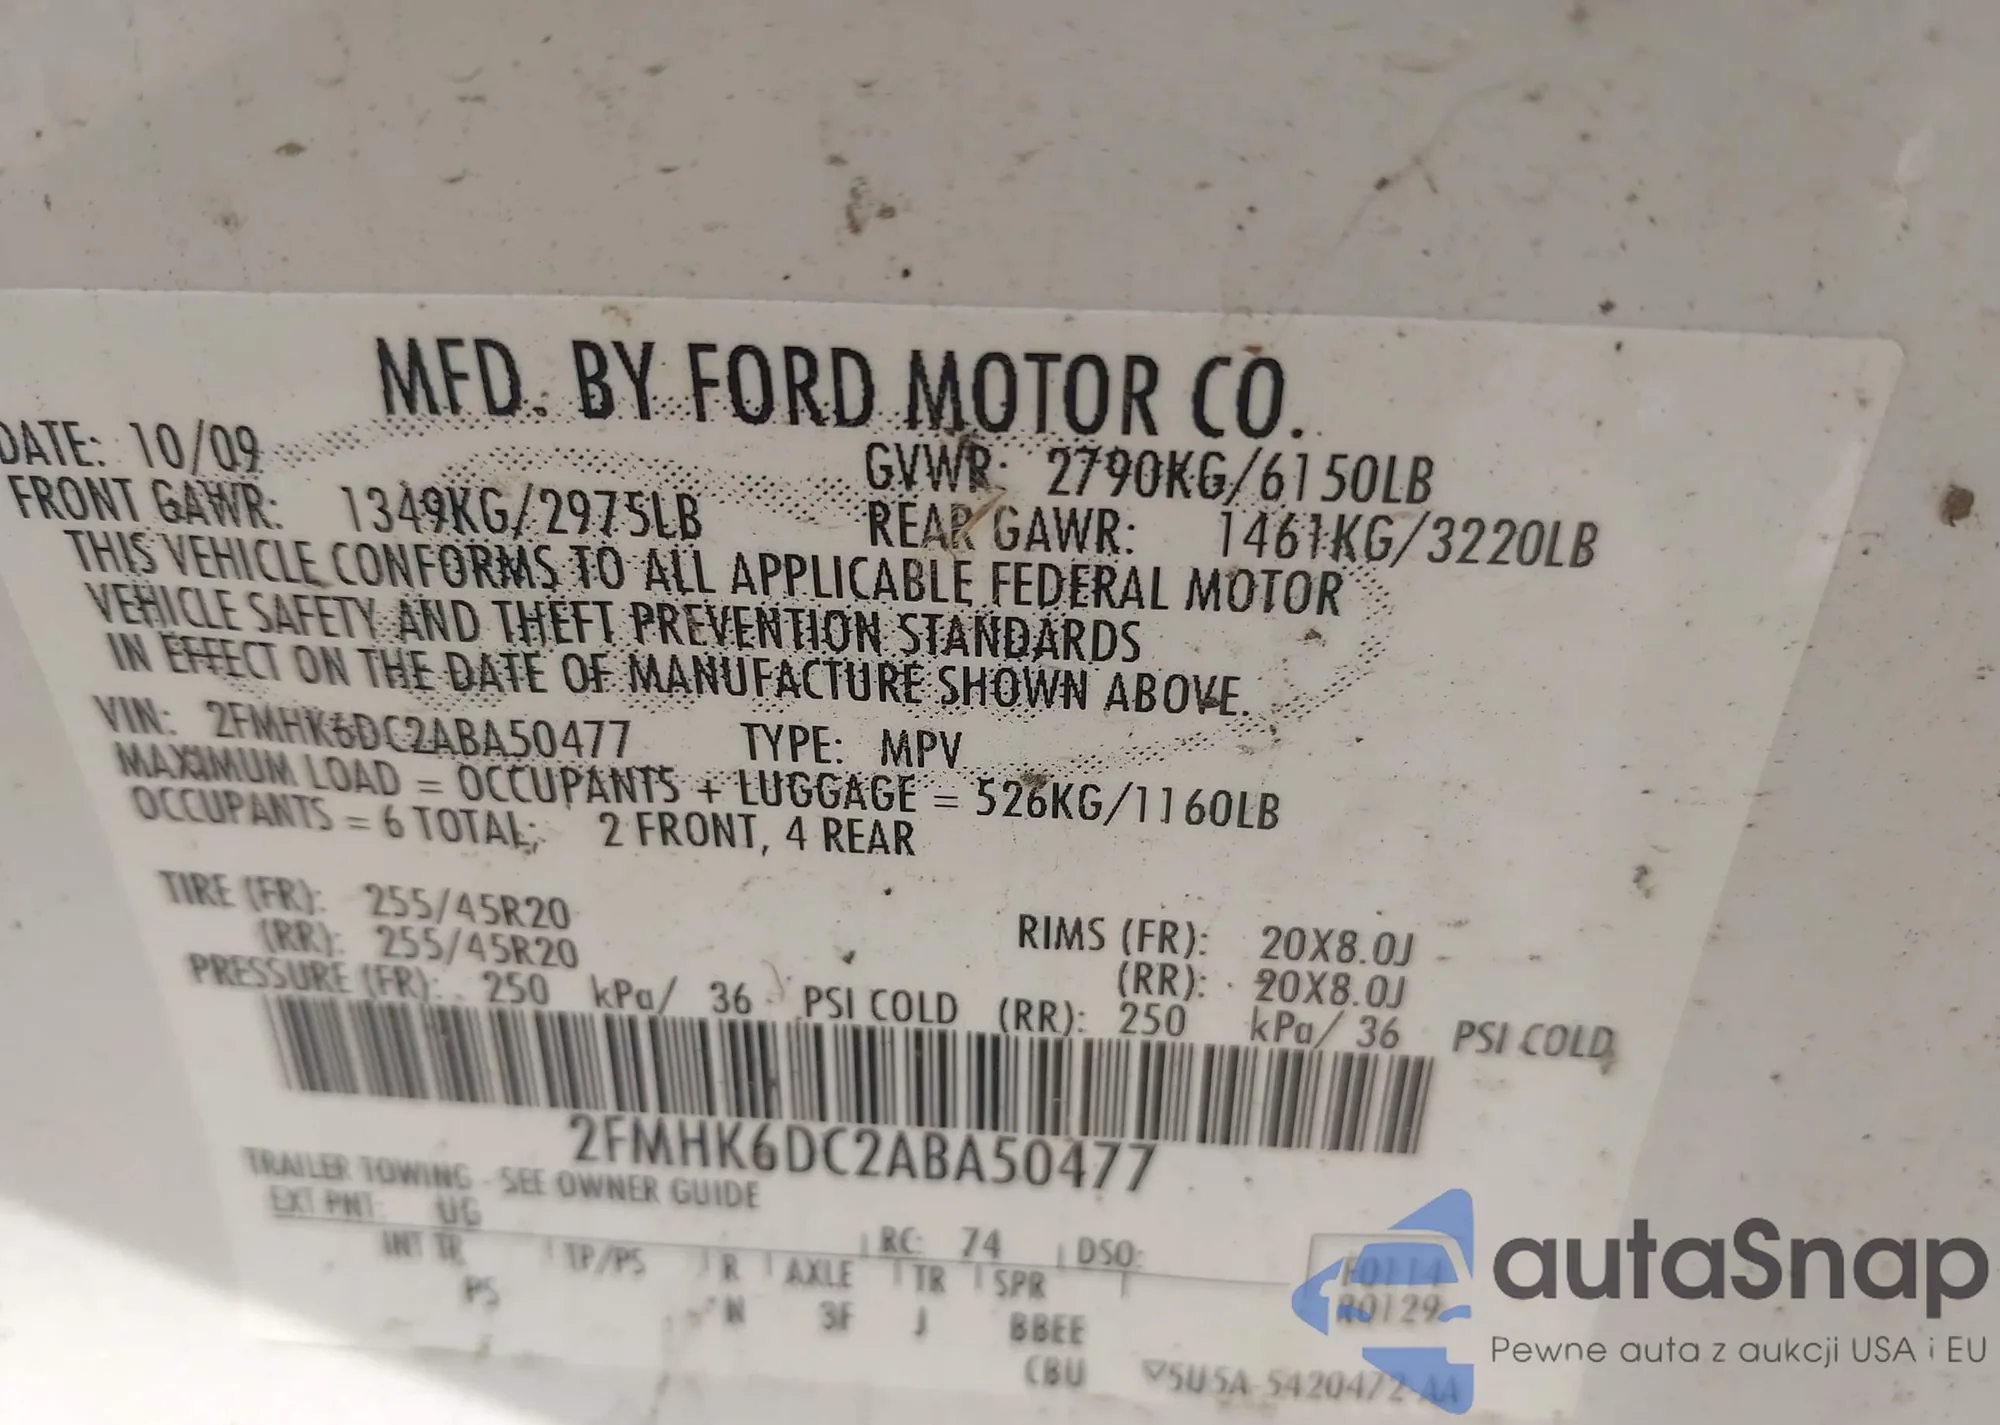 MFD. BY FORD MOTOR CO.
DATE: 10/09
GVWR: 2790KG/6150LB
FRONT GAWR: 1349KG/2975LB
REAR GAWR: 1461KG/3220LB
THIS VEHICLE CONFORMS TO ALL APPLICABLE FEDERAL MOTOR
VEHICLE SAFETY AND THEFT PREVENTION STANDARDS
IN EFFECT ON THE DATE OF MANUFACTURE SHOWN ABOVE.
VIN: 2FMHK6DC2ABA50477 TYPE: MPV
MAXIMUM LOAD = OCCUPANTS + LUGGAGE = 526KG/1160LB
OCCUPANTS = 6 TOTAL; 2 FRONT, 4 REAR
TIRE (FR): 255/45R20 RIMS (FR): 20X8.0J
(RR): 255/45R20 (RR): 20X8.0J
PRESSURE (FR): 250 kPa/ 36 PSI COLD (RR): 250 kPa/ 36 PSI COLD
2FMHK6DC2ABA50477
TRAILER TOWING - SEE OWNER GUIDE
EXT PNT: UG RC: 74 DSO:
INT TR TP/PS R AXLE TR SPR
PS N 3F J BBEE
CBU
F0114
R0129
5U5A-5420472-AA
autaSnap
Pewne auta z aukcji USA i EU